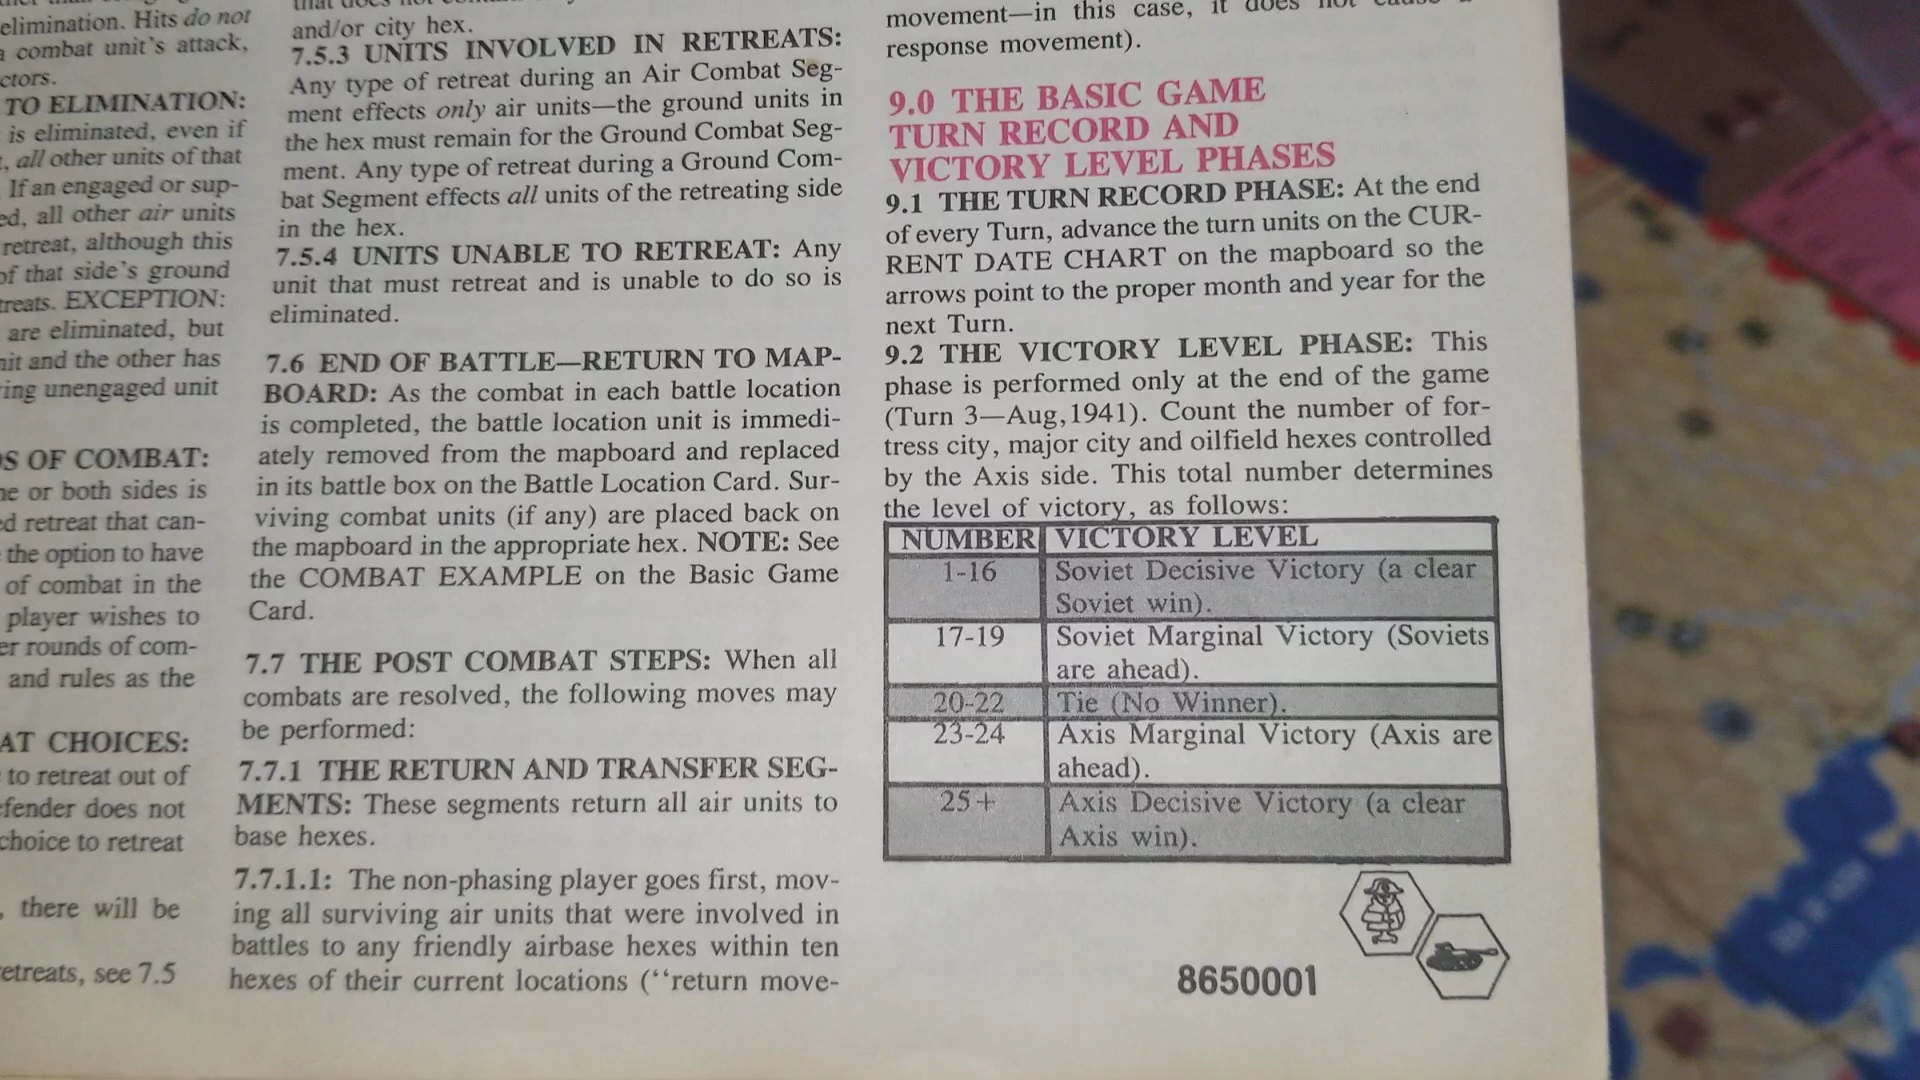 elimination. Hits do not
combat unit's attack,
ctors.
TO ELIMINATION:
is eliminated, even if
all other units of that
If an engaged or sup-
ed, all other air units
retreat, although this
of that side's ground
treats. EXCEPTION:
are eliminated, but
nit and the other has
ing unengaged unit
S OF COMBAT:
ne or both sides is
ed retreat that can-
the option to have
of combat in the
player wishes to
er rounds of com-
and rules as the
AT CHOICES:
to retreat out of
efender does not
choice to retreat
, there will be
etreats, see 7.5
and/or city hex.
7.5.3 UNITS INVOLVED IN RETREATS:
Any type of retreat during an Air Combat Seg-
ment effects only air units—the ground units in
the hex must remain for the Ground Combat Seg-
ment. Any type of retreat during a Ground Com-
bat Segment effects all units of the retreating side
in the hex.
7.5.4 UNITS UNABLE TO RETREAT: Any
unit that must retreat and is unable to do so is
eliminated.
7.6 END OF BATTLE—RETURN TO MAP-
BOARD: As the combat in each battle location
is completed, the battle location unit is immedi-
ately removed from the mapboard and replaced
in its battle box on the Battle Location Card. Sur-
viving combat units (if any) are placed back on
the mapboard in the appropriate hex. NOTE: See
the COMBAT EXAMPLE on the Basic Game
Card.
7.7 THE POST COMBAT STEPS: When all
combats are resolved, the following moves may
be performed:
7.7.1 THE RETURN AND TRANSFER SEG-
MENTS: These segments return all air units to
base hexes.
7.7.1.1: The non-phasing player goes first, mov-
ing all surviving air units that were involved in
battles to any friendly airbase hexes within ten
hexes of their current locations (“return move-
movement—in this case, it does not cause a
response movement).
9.0 THE BASIC GAME
TURN RECORD AND
VICTORY LEVEL PHASES
9.1 THE TURN RECORD PHASE: At the end
of every Turn, advance the turn units on the CUR-
RENT DATE CHART on the mapboard so the
arrows point to the proper month and year for the
next Turn.
9.2 THE VICTORY LEVEL PHASE: This
phase is performed only at the end of the game
(Turn 3—Aug, 1941). Count the number of for-
tress city, major city and oilfield hexes controlled
by the Axis side. This total number determines
the level of victory, as follows:
NUMBER VICTORY LEVEL
1-16 Soviet Decisive Victory (a clear
Soviet win).
17-19 Soviet Marginal Victory (Soviets
are ahead).
20-22 Tie (No Winner).
23-24 Axis Marginal Victory (Axis are
ahead).
25+ Axis Decisive Victory (a clear
Axis win).
8650001